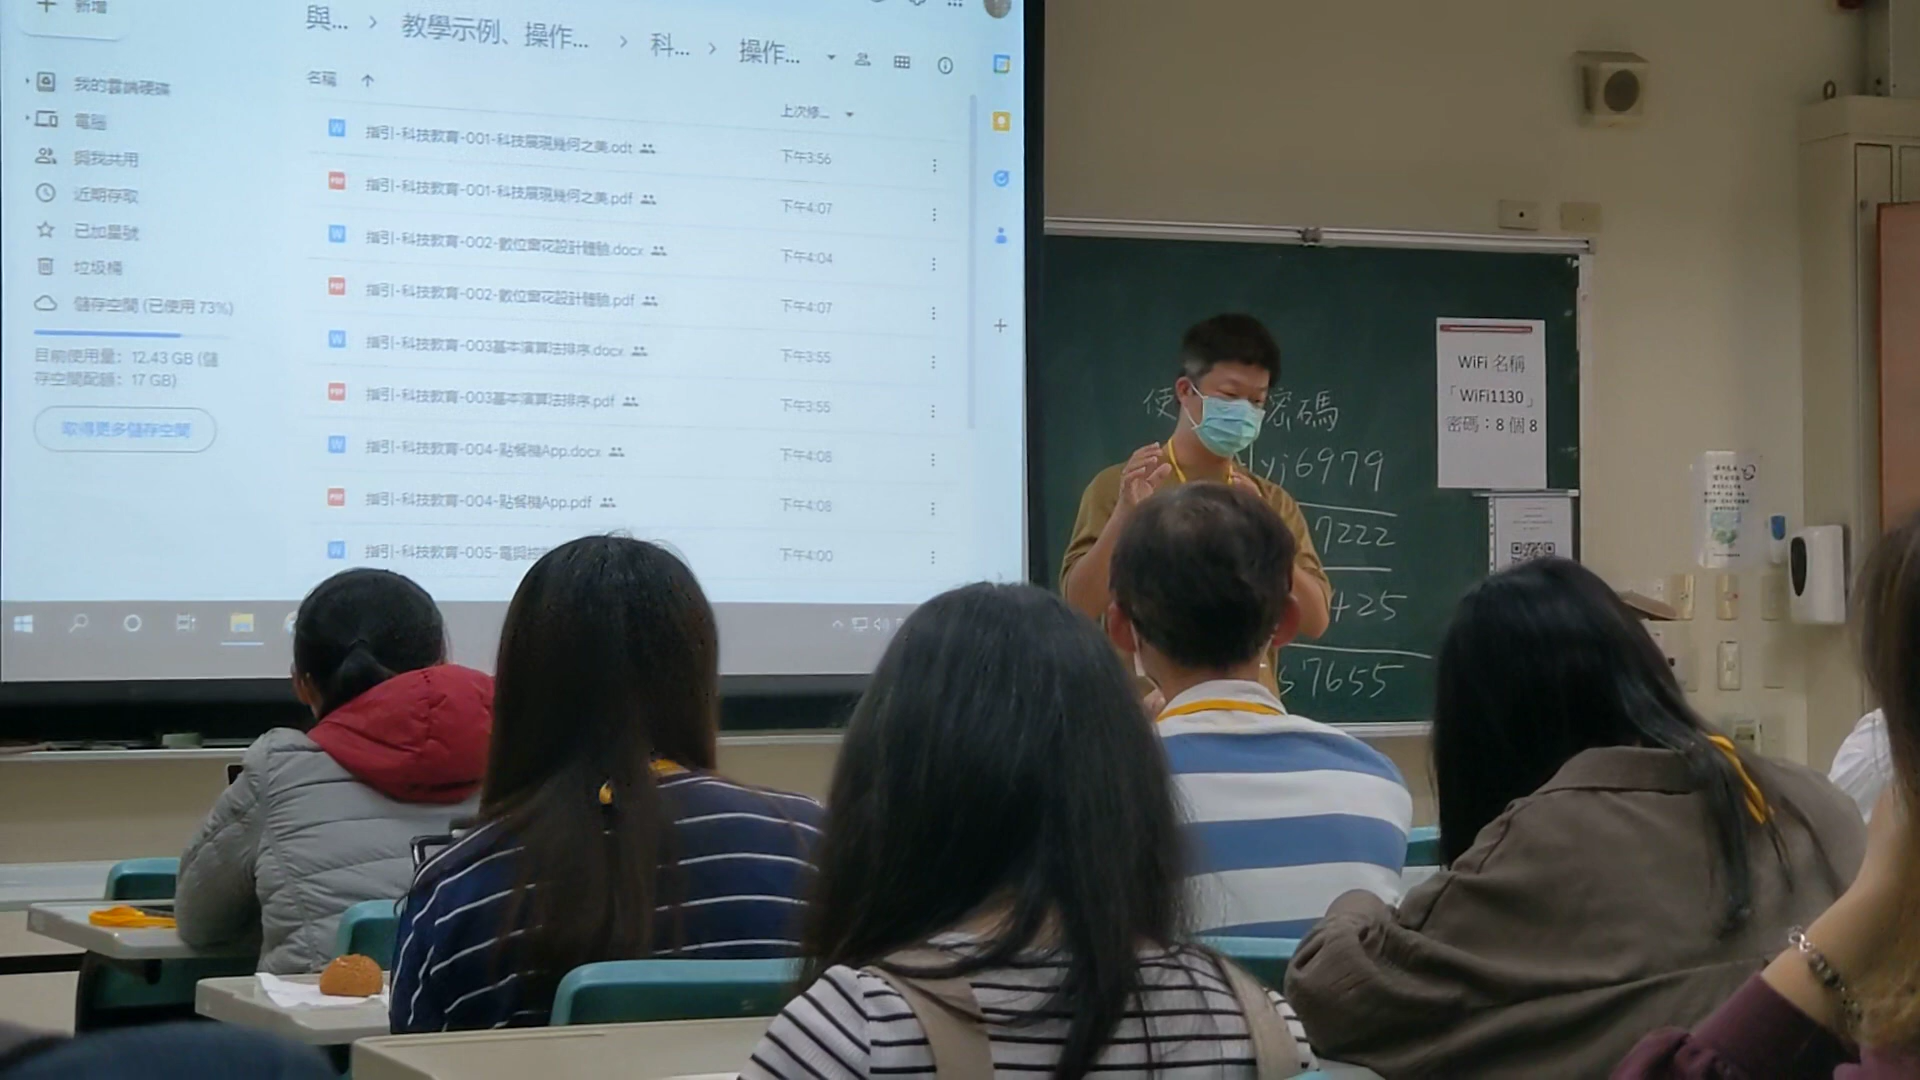 新增
我的雲端硬碟
電腦
與我共用
近期存取
已加星號
垃圾桶
儲存空間 (已使用 73%)
目前使用量：12.43 GB (儲
存空間配額：17 GB)
取得更多儲存空間
與... > 教學示例、操作... > 科... > 操作...
名稱 ↑ 上次修...
指引-科技教育-001-科技展現幾何之美.odt 下午3:56
指引-科技教育-001-科技展現幾何之美.pdf 下午4:07
指引-科技教育-002-數位窗花設計體驗.docx 下午4:04
指引-科技教育-002-數位窗花設計體驗.pdf 下午4:07
指引-科技教育-003基本演算法排序.docx 下午3:55
指引-科技教育-003基本演算法排序.pdf 下午3:55
指引-科技教育-004-點餐機App.docx 下午4:08
指引-科技教育-004-點餐機App.pdf 下午4:08
指引-科技教育-005-電與控 下午4:00
使 密碼
yj6979
7222
425
s7655
WiFi 名稱
「WiFi1130」
密碼：8 個 8